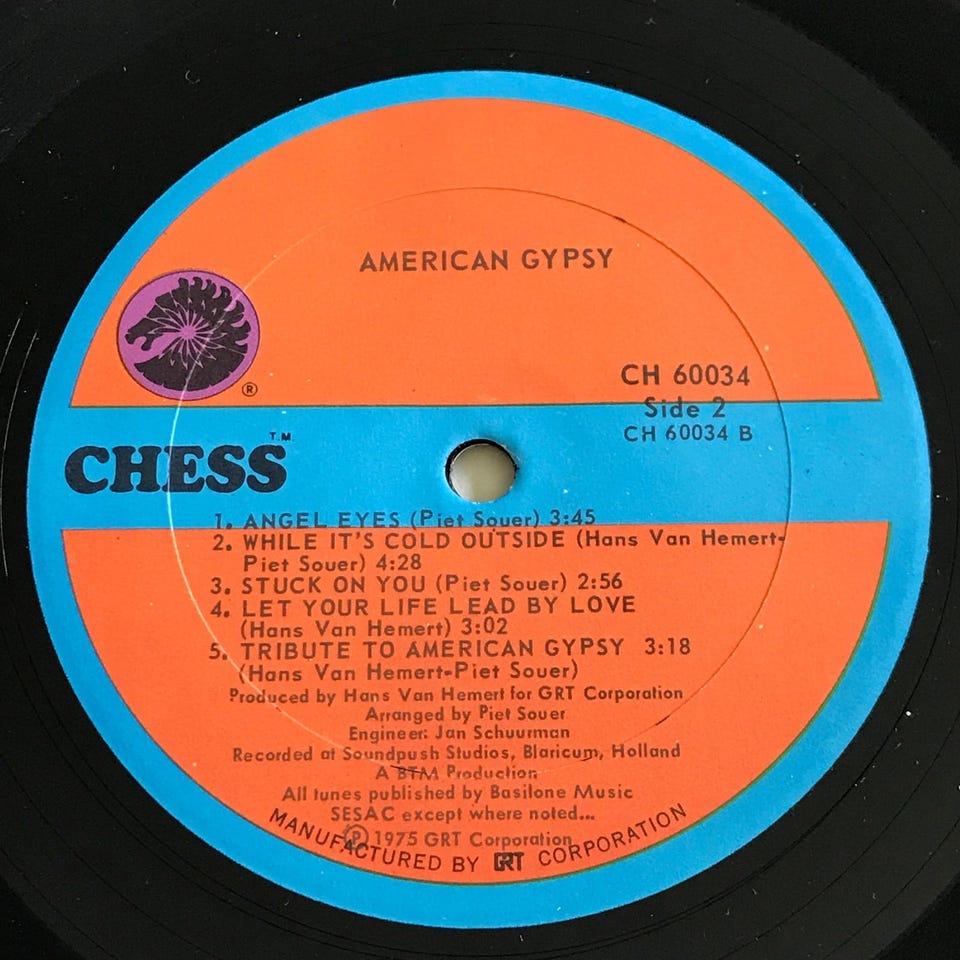 AMERICAN GYPSY
®
CH 60034
Side 2
CH 60034 B
CHESS T.M.
1. ANGEL EYES (Piet Souer) 3:45
2. WHILE IT'S COLD OUTSIDE (Hans Van Hemert-
Piet Souer) 4:28
3. STUCK ON YOU (Piet Souer) 2:56
4. LET YOUR LIFE LEAD BY LOVE
(Hans Van Hemert) 3:02
5. TRIBUTE TO AMERICAN GYPSY 3:18
(Hans Van Hemert-Piet Souer)
Produced by Hans Van Hemert for GRT Corporation
Arranged by Piet Souer
Engineer: Jan Schuurman
Recorded at Soundpush Studios, Blaricum, Holland
A BTM Production
All tunes published by Basilone Music
SESAC except where noted...
Ⓟ 1975 GRT Corporation
MANUFACTURED BY GRT CORPORATION